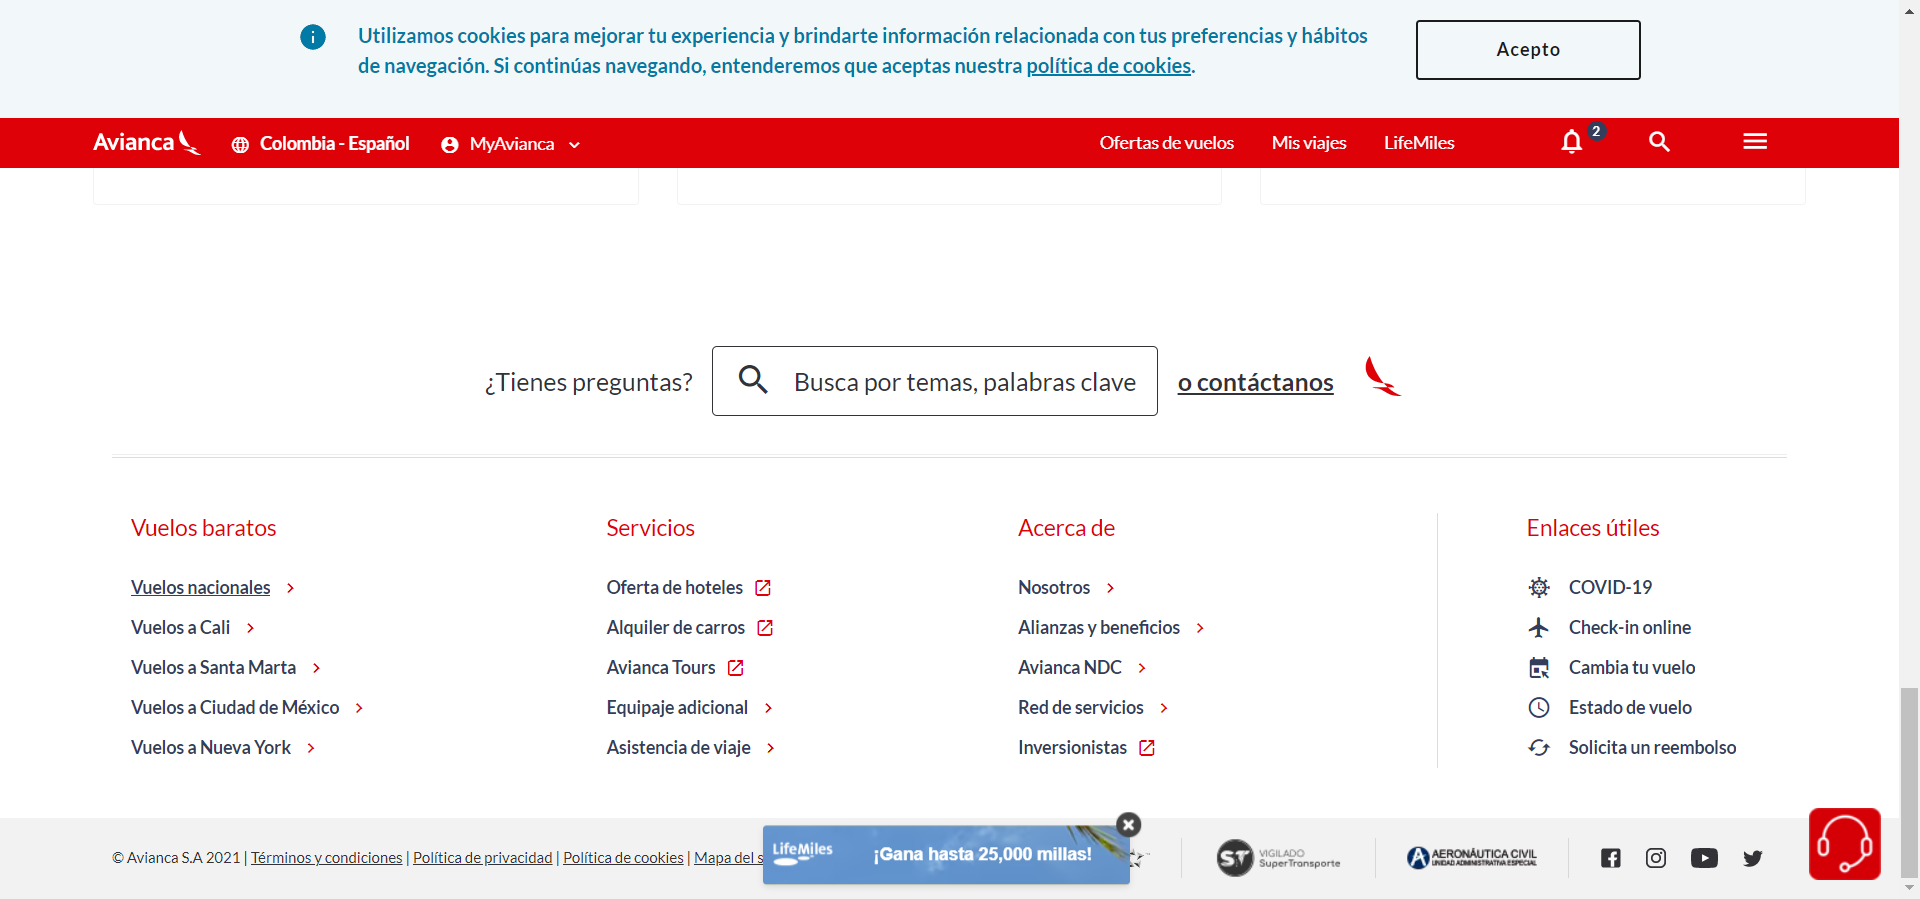 Utilizamos cookies para mejorar tu experiencia y brindarte información relacionada con tus preferencias y hábitos
de navegación. Si continúas navegando, entenderemos que aceptas nuestra política de cookies.
Acepto
Avianca
Colombia - Español
MyAvianca
Ofertas de vuelos
Mis viajes
LifeMiles
2
¿Tienes preguntas?
Busca por temas, palabras clave
o contáctanos
Vuelos baratos
Vuelos nacionales
Vuelos a Cali
Vuelos a Santa Marta
Vuelos a Ciudad de México
Vuelos a Nueva York
Servicios
Oferta de hoteles
Alquiler de carros
Avianca Tours
Equipaje adicional
Asistencia de viaje
Acerca de
Nosotros
Alianzas y beneficios
Avianca NDC
Red de servicios
Inversionistas
Enlaces útiles
COVID-19
Check-in online
Cambia tu vuelo
Estado de vuelo
Solicita un reembolso
© Avianca S.A 2021 | Términos y condiciones | Política de privacidad | Política de cookies | Mapa del s
LifeMiles
¡Gana hasta 25,000 millas!
ST
VIGILADO
SuperTransporte
AERONÁUTICA CIVIL
UNIDAD ADMINISTRATIVA ESPECIAL